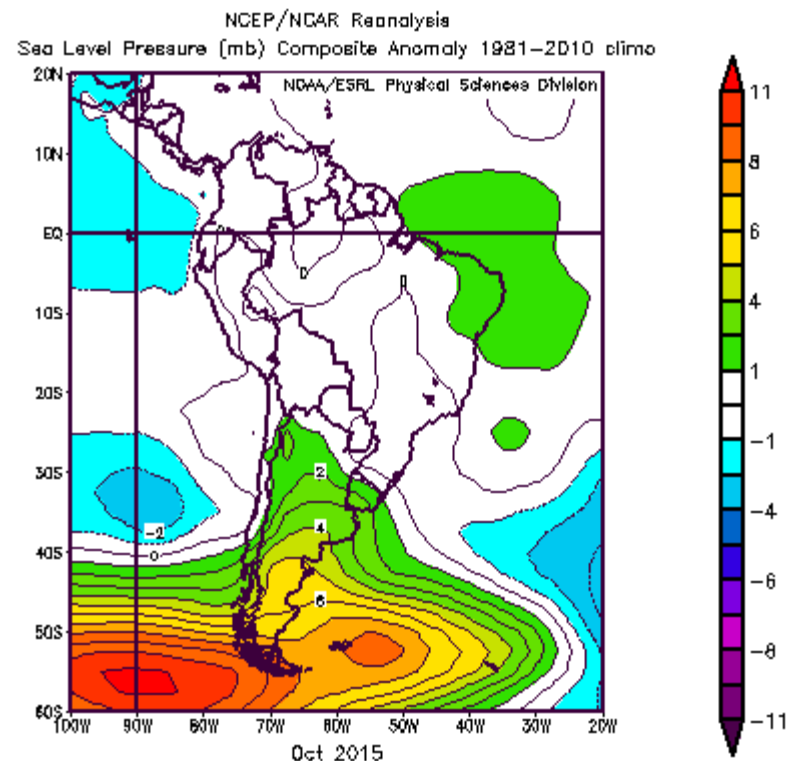 NCEP/NCAR Reanalysis
Sea Level Pressure (mb) Composite Anomaly 1981-2010 climo
NOAA/ESRL Physical Sciences Division
20N
10N
EQ
10S
20S
30S
40S
50S
60S
0
0
0
2
4
6
-2
0
11
8
6
4
1
-1
-4
-6
-8
-11
100W 90W 80W 70W 60W 50W 40W 30W 20W
Oct 2015